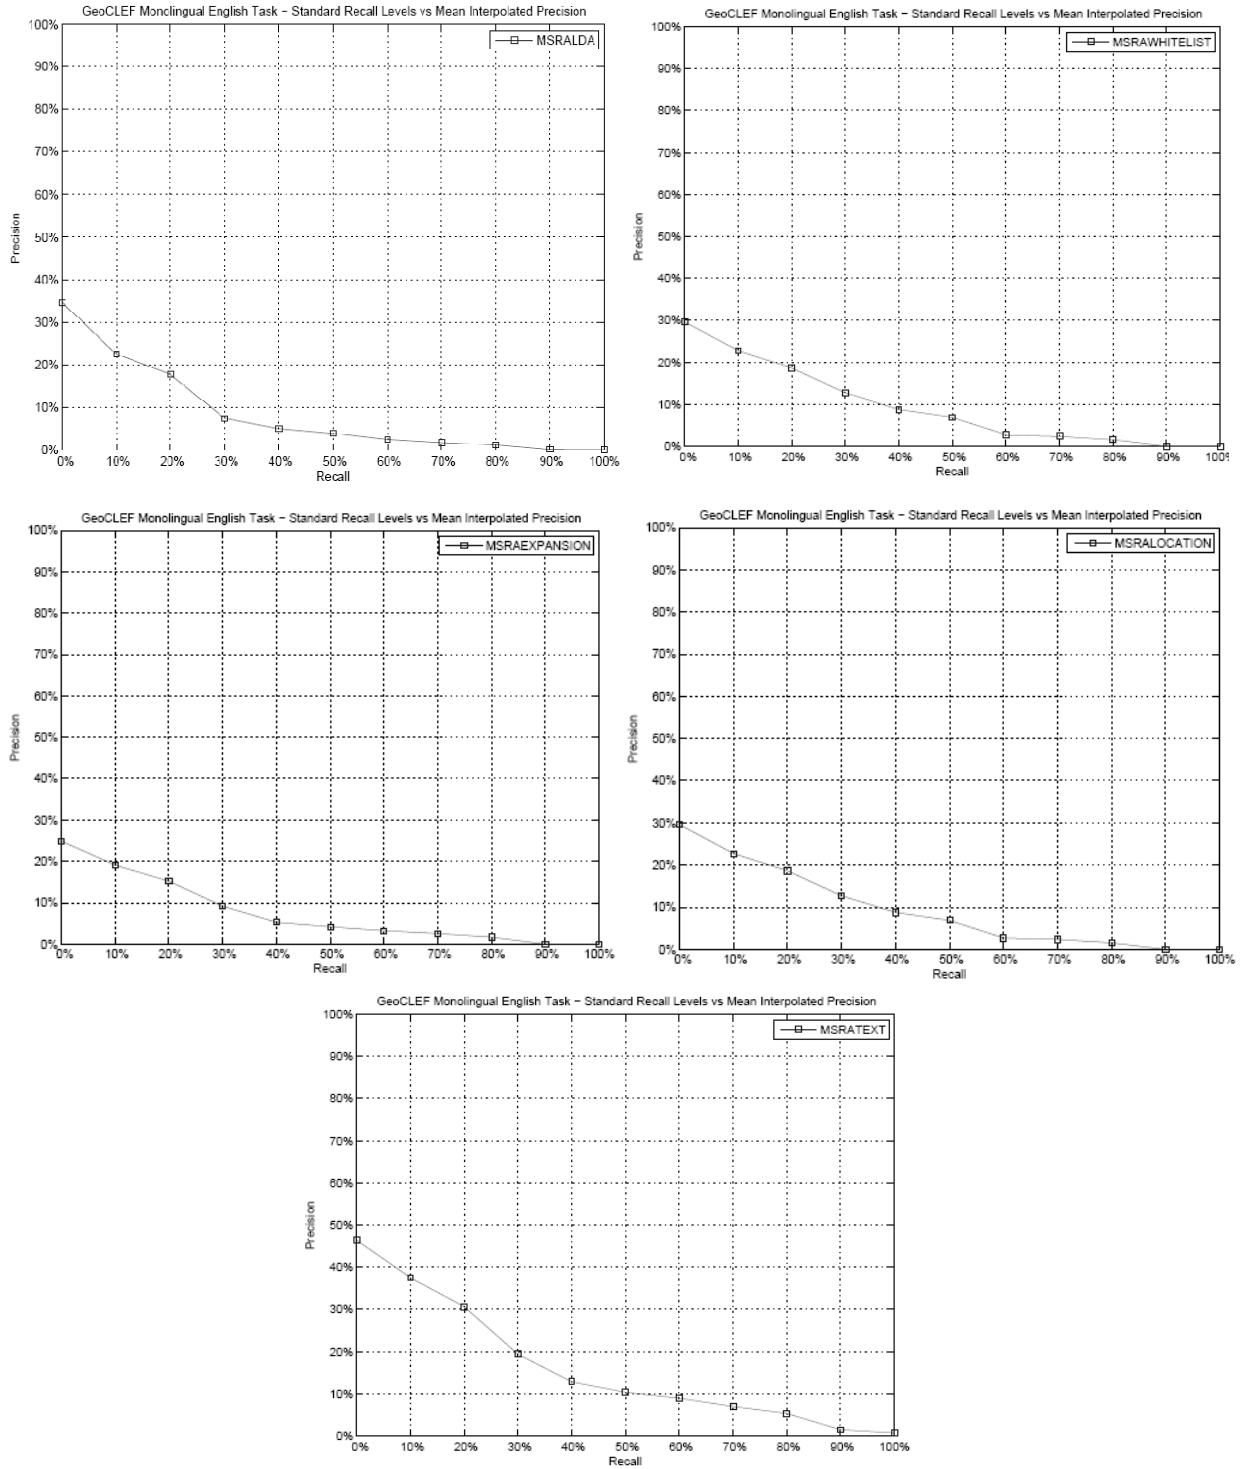 GeoCLEF Monolingual English Task − Standard Recall Levels vs Mean Interpolated Precision
MSRALDA
100%
90%
80%
70%
60%
50%
40%
30%
20%
10%
0%
Precision
0% 10% 20% 30% 40% 50% 60% 70% 80% 90% 100%
Recall
GeoCLEF Monolingual English Task − Standard Recall Levels vs Mean Interpolated Precision
MSRAWHITELIST
100%
90%
80%
70%
60%
50%
40%
30%
20%
10%
0%
Precision
0% 10% 20% 30% 40% 50% 60% 70% 80% 90% 100%
Recall
GeoCLEF Monolingual English Task − Standard Recall Levels vs Mean Interpolated Precision
MSRAEXPANSION
100%
90%
80%
70%
60%
50%
40%
30%
20%
10%
0%
Precision
0% 10% 20% 30% 40% 50% 60% 70% 80% 90% 100%
Recall
GeoCLEF Monolingual English Task − Standard Recall Levels vs Mean Interpolated Precision
MSRALOCATION
100%
90%
80%
70%
60%
50%
40%
30%
20%
10%
0%
Precision
0% 10% 20% 30% 40% 50% 60% 70% 80% 90% 100%
Recall
GeoCLEF Monolingual English Task − Standard Recall Levels vs Mean Interpolated Precision
MSRATEXT
100%
90%
80%
70%
60%
50%
40%
30%
20%
10%
0%
Precision
0% 10% 20% 30% 40% 50% 60% 70% 80% 90% 100%
Recall